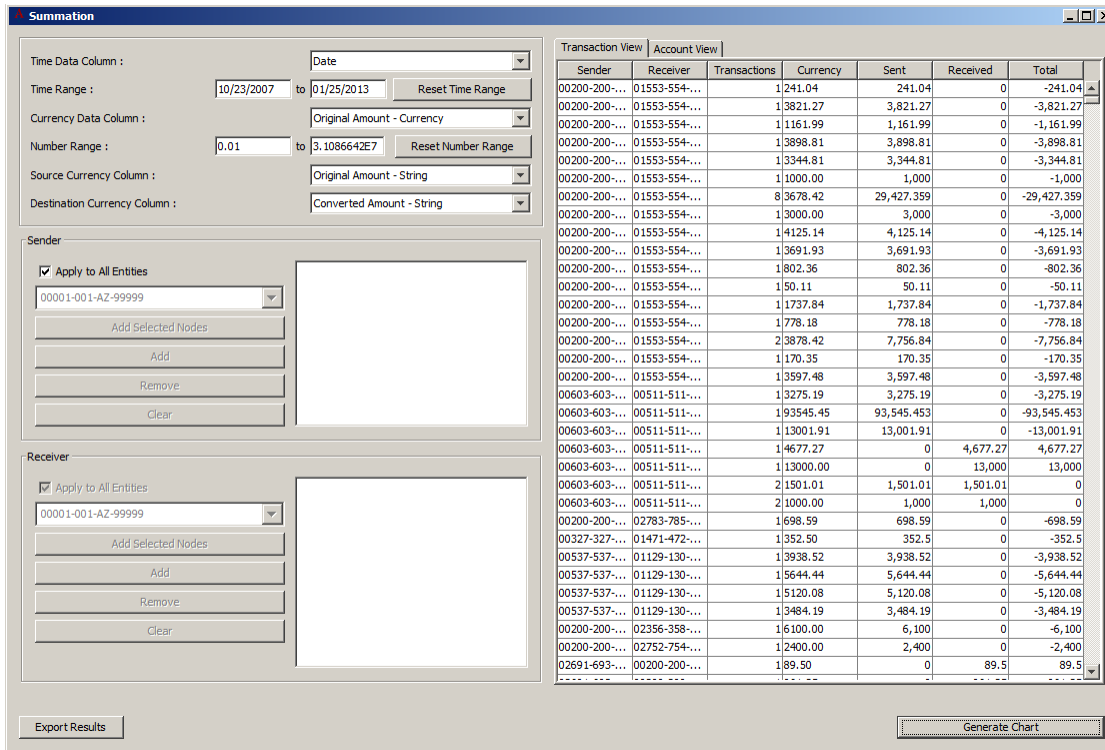 Summation
Time Data Column :
Date
Time Range :
10/23/2007
to
01/25/2013
Reset Time Range
Currency Data Column :
Original Amount - Currency
Number Range :
0.01
to
3.1086642E7
Reset Number Range
Source Currency Column :
Original Amount - String
Destination Currency Column :
Converted Amount - String
Sender
Apply to All Entities
00001-001-AZ-99999
Add Selected Nodes
Add
Remove
Clear
Receiver
Apply to All Entities
00001-001-AZ-99999
Add Selected Nodes
Add
Remove
Clear
Export Results
Transaction View Account View
Sender Receiver Transactions Currency Sent Received Total
00200-200-... 01553-554-... 1 241.04 241.04 0 -241.04
00200-200-... 01553-554-... 1 3821.27 3,821.27 0 -3,821.27
00200-200-... 01553-554-... 1 1161.99 1,161.99 0 -1,161.99
00200-200-... 01553-554-... 1 3898.81 3,898.81 0 -3,898.81
00200-200-... 01553-554-... 1 3344.81 3,344.81 0 -3,344.81
00200-200-... 01553-554-... 1 1000.00 1,000 0 -1,000
00200-200-... 01553-554-... 8 3678.42 29,427.359 0 -29,427.359
00200-200-... 01553-554-... 1 3000.00 3,000 0 -3,000
00200-200-... 01553-554-... 1 4125.14 4,125.14 0 -4,125.14
00200-200-... 01553-554-... 1 3691.93 3,691.93 0 -3,691.93
00200-200-... 01553-554-... 1 802.36 802.36 0 -802.36
00200-200-... 01553-554-... 1 50.11 50.11 0 -50.11
00200-200-... 01553-554-... 1 1737.84 1,737.84 0 -1,737.84
00200-200-... 01553-554-... 1 778.18 778.18 0 -778.18
00200-200-... 01553-554-... 2 3878.42 7,756.84 0 -7,756.84
00200-200-... 01553-554-... 1 170.35 170.35 0 -170.35
00200-200-... 01553-554-... 1 3597.48 3,597.48 0 -3,597.48
00603-603-... 00511-511-... 1 3275.19 3,275.19 0 -3,275.19
00603-603-... 00511-511-... 1 93545.45 93,545.453 0 -93,545.453
00603-603-... 00511-511-... 1 13001.91 13,001.91 0 -13,001.91
00603-603-... 00511-511-... 1 4677.27 0 4,677.27 4,677.27
00603-603-... 00511-511-... 1 13000.00 0 13,000 13,000
00603-603-... 00511-511-... 2 1501.01 1,501.01 1,501.01 0
00603-603-... 00511-511-... 2 1000.00 1,000 1,000 0
00200-200-... 02783-785-... 1 698.59 698.59 0 -698.59
00327-327-... 01471-472-... 1 352.50 352.5 0 -352.5
00537-537-... 01129-130-... 1 3938.52 3,938.52 0 -3,938.52
00537-537-... 01129-130-... 1 5644.44 5,644.44 0 -5,644.44
00537-537-... 01129-130-... 1 5120.08 5,120.08 0 -5,120.08
00537-537-... 01129-130-... 1 3484.19 3,484.19 0 -3,484.19
00200-200-... 02356-358-... 1 6100.00 6,100 0 -6,100
00200-200-... 02752-754-... 1 2400.00 2,400 0 -2,400
02691-693-... 00200-200-... 1 89.50 0 89.5 89.5
Generate Chart